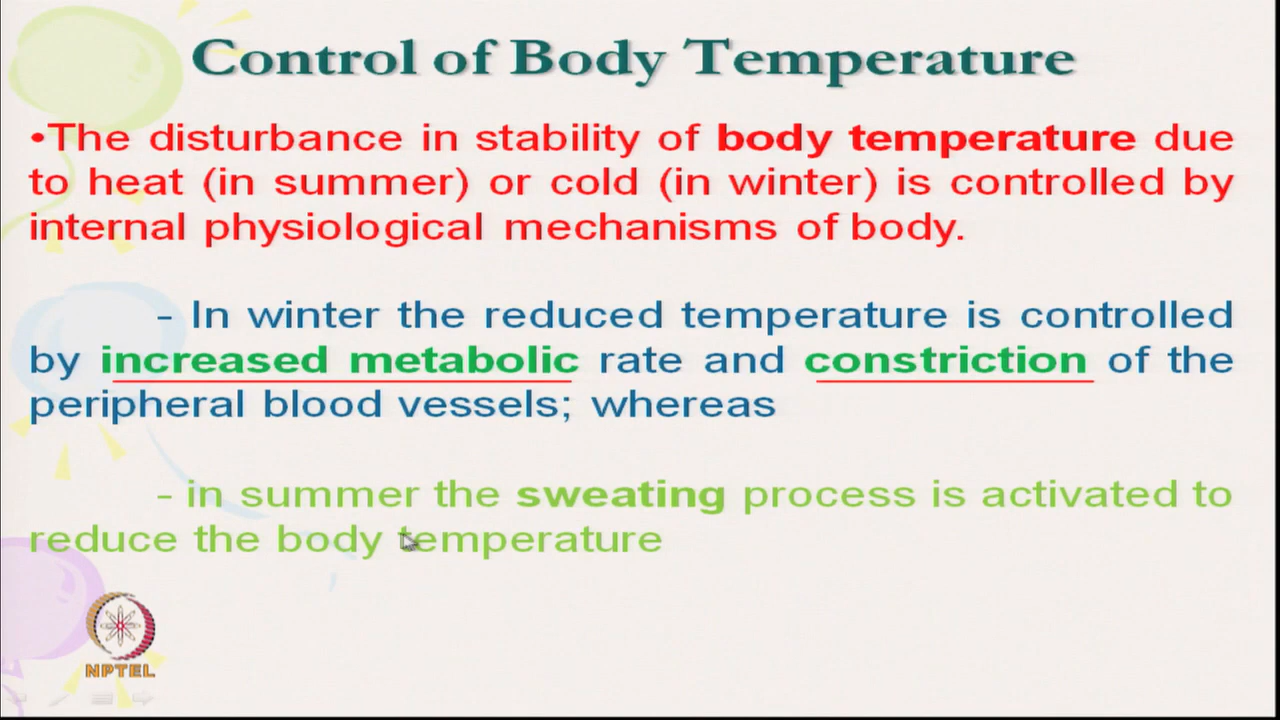 Control of Body Temperature
•The disturbance in stability of body temperature due
to heat (in summer) or cold (in winter) is controlled by
internal physiological mechanisms of body.
- In winter the reduced temperature is controlled
by increased metabolic rate and constriction of the
peripheral blood vessels; whereas
- in summer the sweating process is activated to
reduce the body temperature
NPTEL